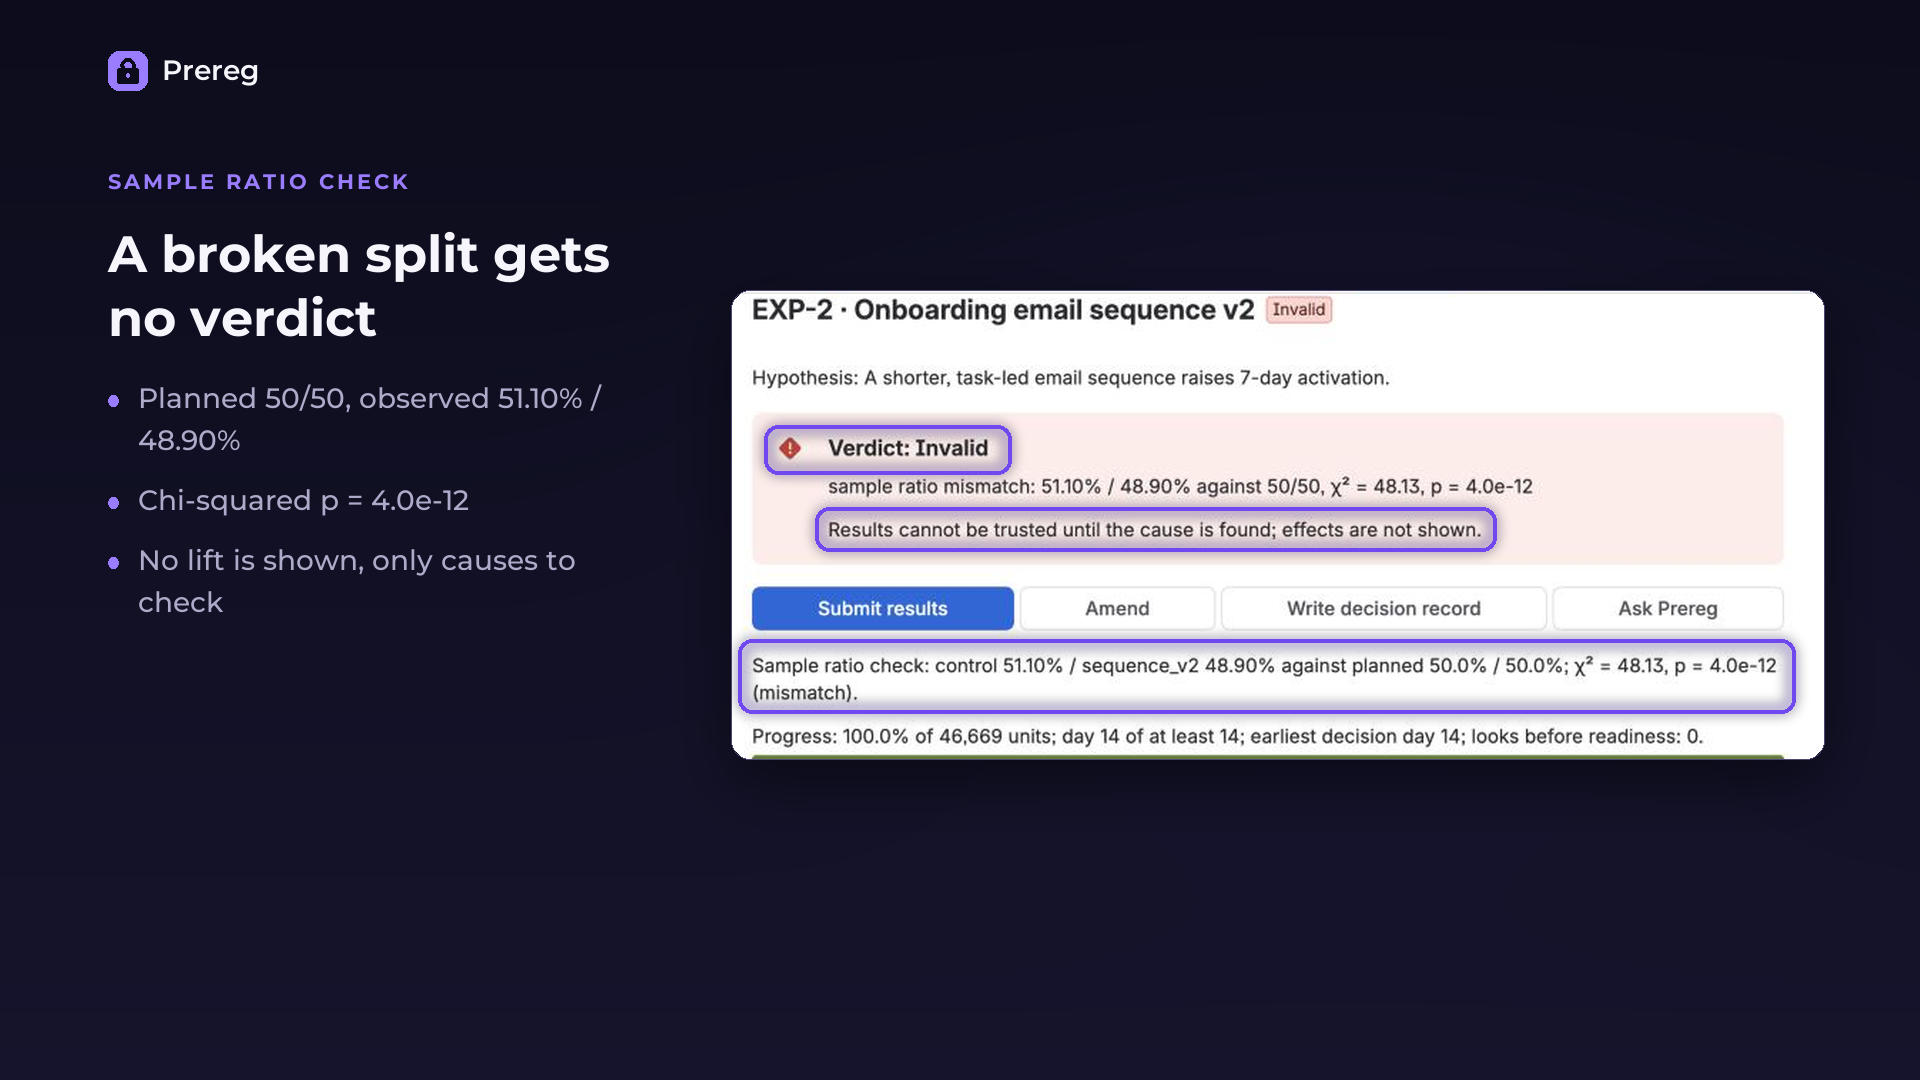 Prereg
SAMPLE RATIO CHECK
A broken split gets
no verdict
Planned 50/50, observed 51.10% /
48.90%
Chi-squared p = 4.0e-12
No lift is shown, only causes to
check
EXP-2 · Onboarding email sequence v2 Invalid
Hypothesis: A shorter, task-led email sequence raises 7-day activation.
Verdict: Invalid
sample ratio mismatch: 51.10% / 48.90% against 50/50, χ² = 48.13, p = 4.0e-12
Results cannot be trusted until the cause is found; effects are not shown.
Submit results Amend Write decision record Ask Prereg
Sample ratio check: control 51.10% / sequence_v2 48.90% against planned 50.0% / 50.0%; χ² = 48.13, p = 4.0e-12
(mismatch).
Progress: 100.0% of 46,669 units; day 14 of at least 14; earliest decision day 14; looks before readiness: 0.